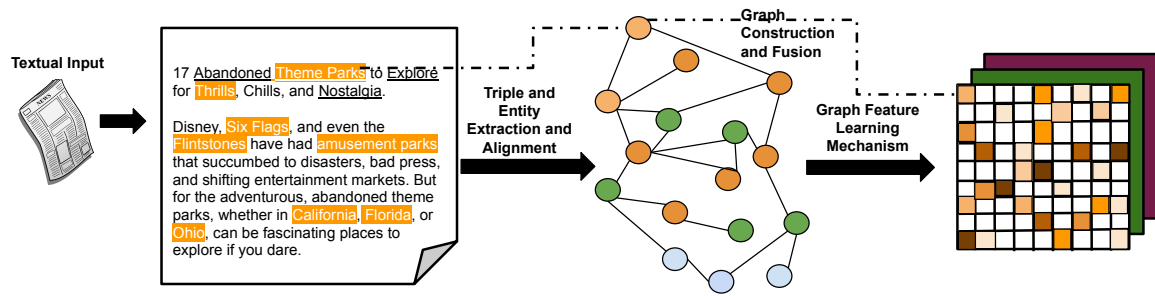 Textual Input
NEWS
17 Abandoned Theme Parks to Explore
for Thrills, Chills, and Nostalgia.
Disney, Six Flags, and even the
Flintstones have had amusement parks
that succumbed to disasters, bad press,
and shifting entertainment markets. But
for the adventurous, abandoned theme
parks, whether in California, Florida, or
Ohio, can be fascinating places to
explore if you dare.
Triple and
Entity
Extraction and
Alignment
Graph
Construction
and Fusion
Graph Feature
Learning
Mechanism